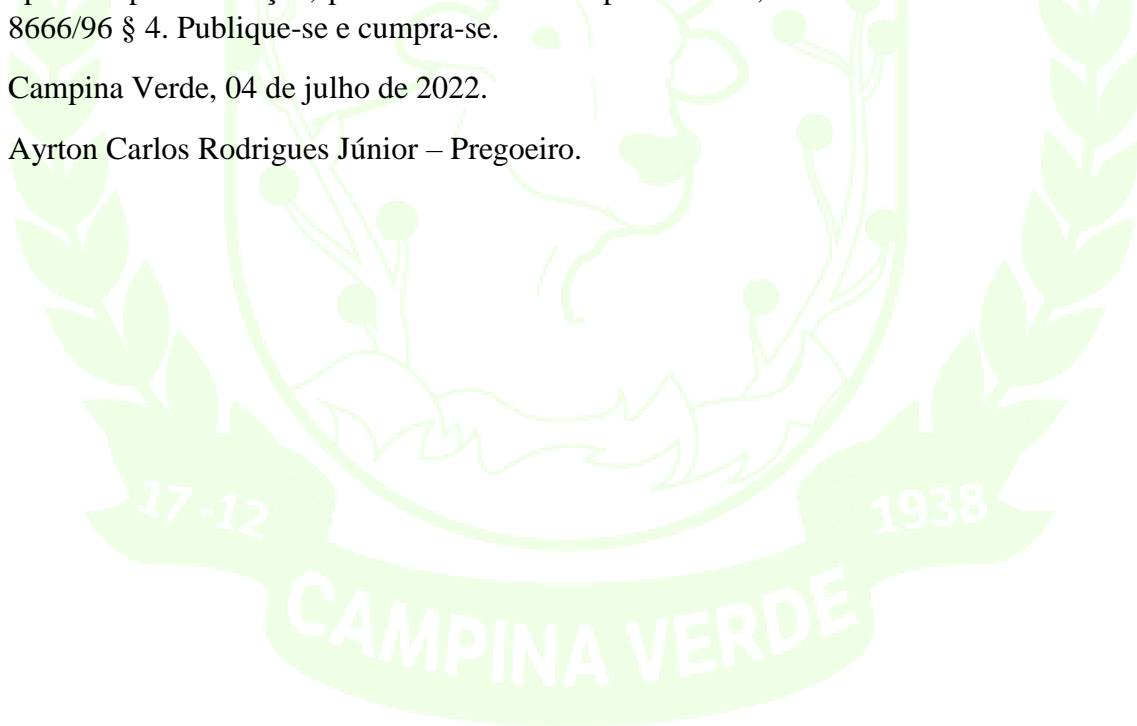 8666/96 § 4. Publique-se e cumpra-se.
Campina Verde, 04 de julho de 2022.
Ayrton Carlos Rodrigues Júnior – Pregoeiro.
17 -12
1938
CAMPINA VERDE